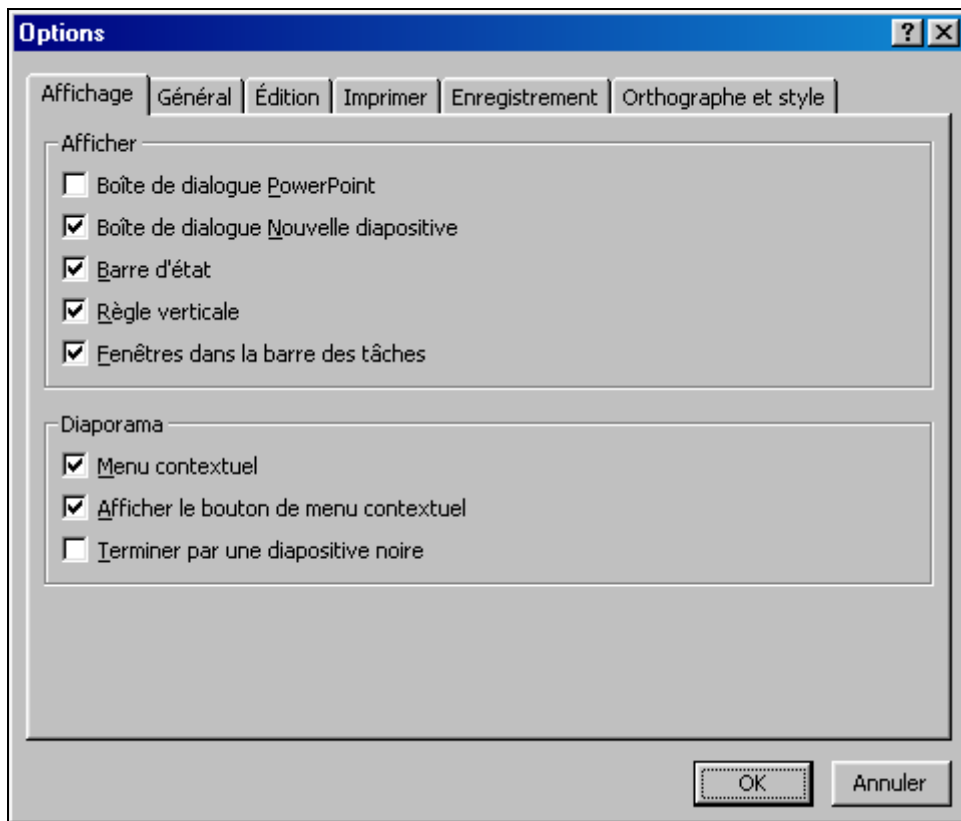 Options
Affichage Général Édition Imprimer Enregistrement Orthographe et style
Afficher
Boîte de dialogue PowerPoint
Boîte de dialogue Nouvelle diapositive
Barre d'état
Règle verticale
Fenêtres dans la barre des tâches
Diaporama
Menu contextuel
Afficher le bouton de menu contextuel
Terminer par une diapositive noire
OK Annuler